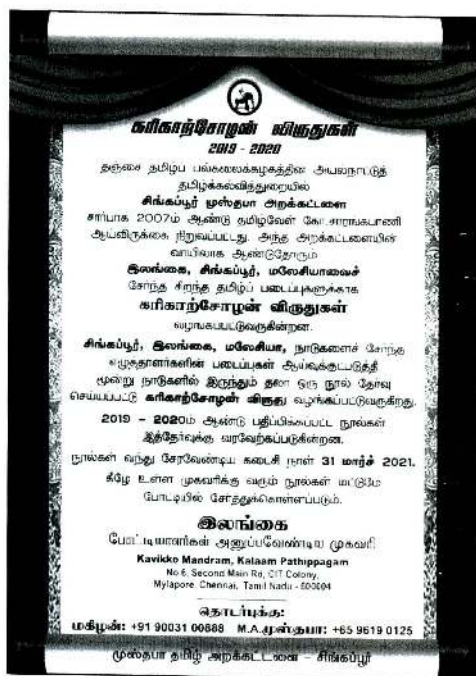 கரிகாற்சோழன் விருதுகள்
2019 - 2020
தஞ்சை தமிழ்ப் பல்கலைக்கழகத்தின் அயலநாட்டுத்
தமிழ்க்கல்வித்துறையில்
சிங்கப்பூர் முஸ்தபா அறக்கட்டளை
சார்பாக 2007ம் ஆண்டு தமிழ்வேள் கோ.சாரங்கபாணி
ஆய்விருக்கை நிறுவப்பட்டது. அந்த அறக்கட்டளையின்
வாயிலாக ஆண்டுதோறும்
இலங்கை, சிங்கப்பூர், மலேசியாவைச்
சேர்ந்த சிறந்த தமிழ்ப் படைப்புகளுக்காக
கரிகாற்சோழன் விருதுகள்
வழங்கப்பட்டுவருகின்றன.
சிங்கப்பூர், இலங்கை, மலேசியா, நாடுகளைச் சேர்ந்த
எழுத்தாளர்களின் படைப்புகள் ஆய்வுக்குட்படுத்தி
மூன்று நாடுகளில் இருந்தும் தலா ஒரு நூல் தேர்வு
செய்யப்பட்டு கரிகாற்சோழன் விருது வழங்கப்பட்டுவருகிறது.
2019 - 2020ம் ஆண்டு பதிப்பிக்கப்பட்ட நூல்கள்
இத்தேர்வுக்கு வரவேற்கப்படுகின்றன.
நூல்கள் வந்து சேரவேண்டிய கடைசி நாள் 31 மார்ச் 2021.
கீழே உள்ள முகவரிக்கு வரும் நூல்கள் மட்டுமே
போட்டியில் சேர்த்துக்கொள்ளப்படும்.
இலங்கை
போட்டியாளர்கள் அனுப்பவேண்டிய முகவரி
Kavikko Mandram, Kalaam Pathippagam
No 6, Second Main Rd, CIT Colony,
Mylapore, Chennai, Tamil Nadu - 600004
தொடர்புக்கு:
மகிழன்: +91 90031 00888 M.A.முஸ்தபா: +65 9619 0125
முஸ்தபா தமிழ் அறக்கட்டளை – சிங்கப்பூர்